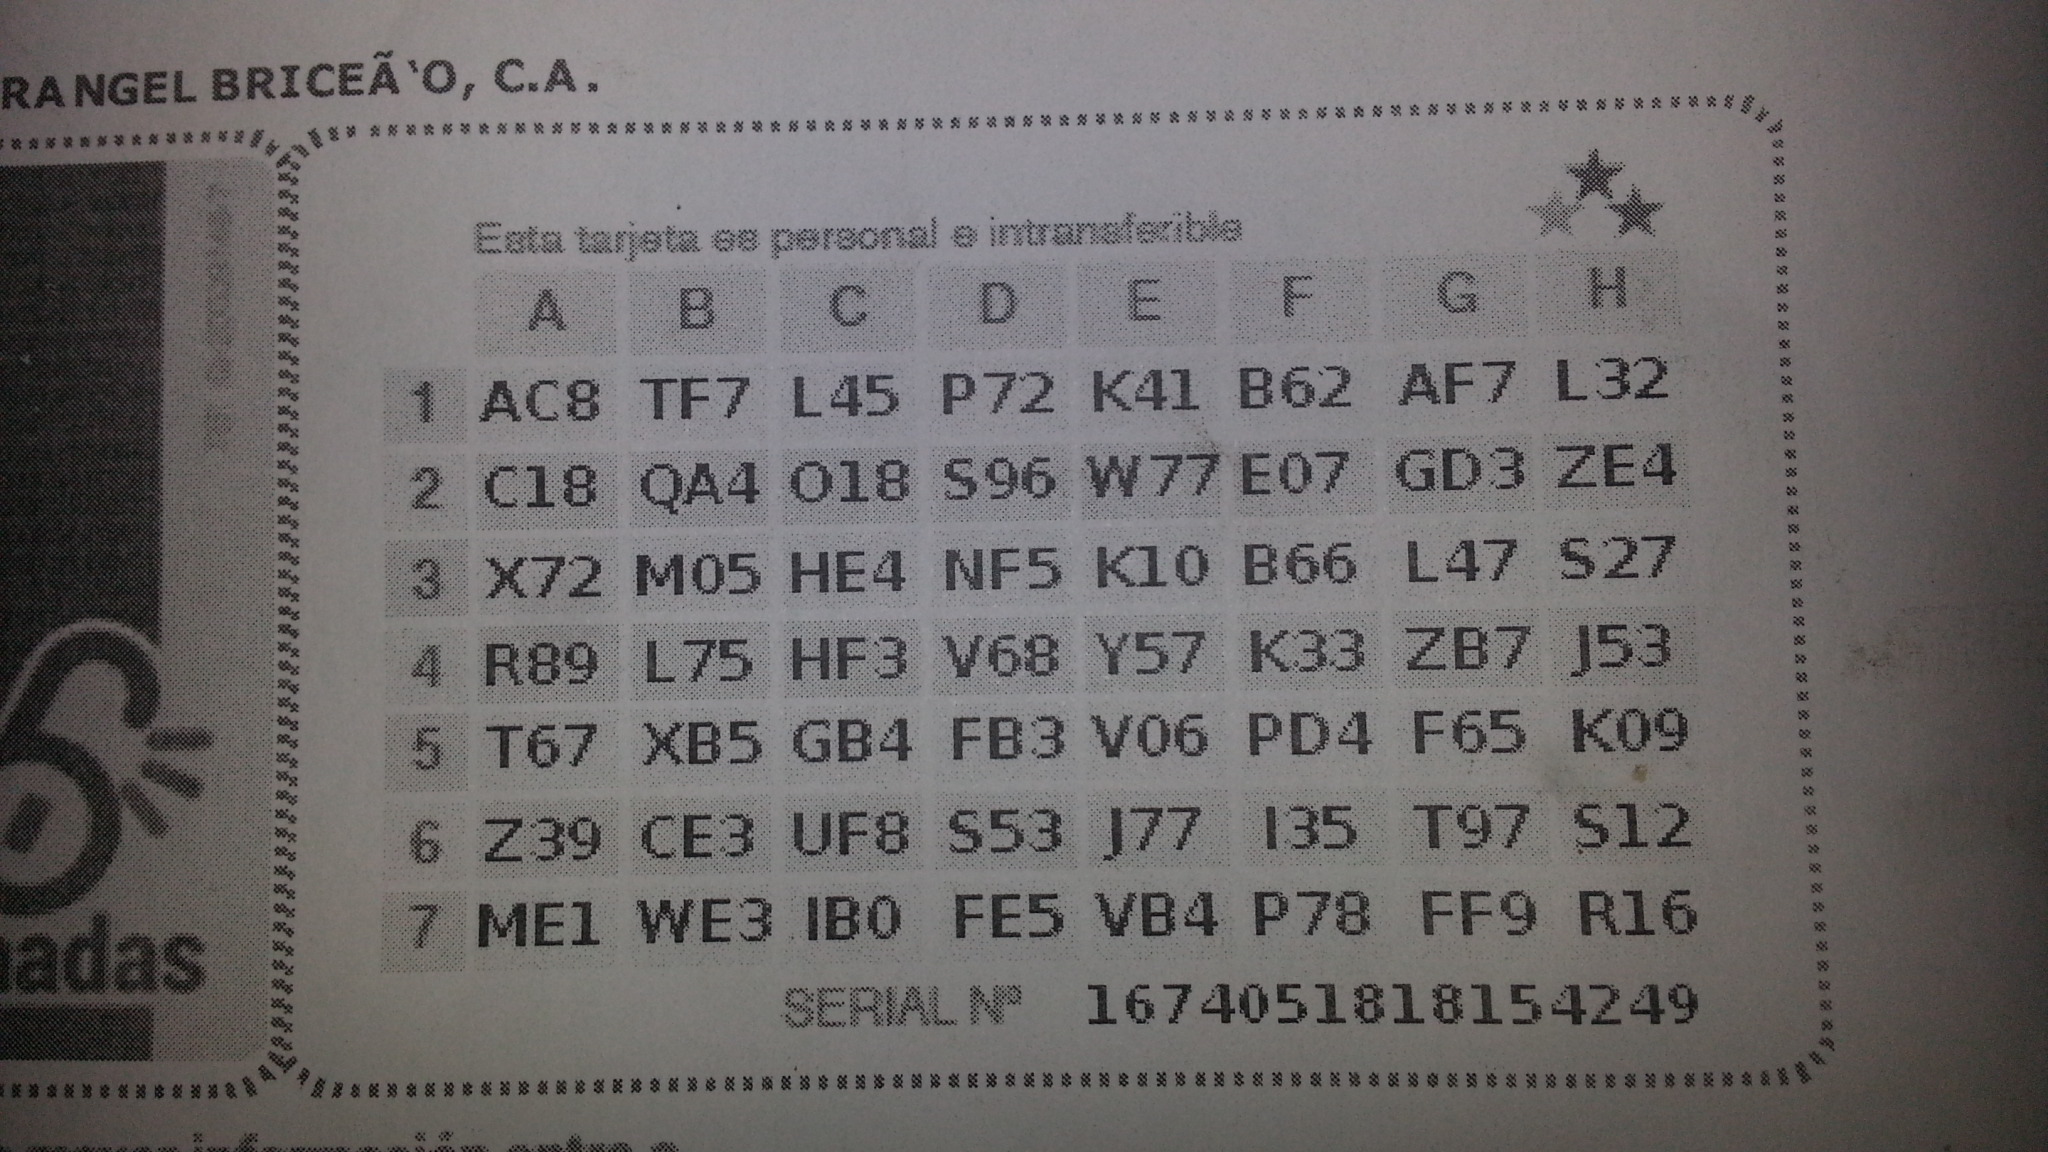 RANGEL BRICEÃ'O, C.A.
nadas
Esta tarjeta es personal e intransferible
A B C D E F G H
1 AC8 TF7 L45 P72 K41 B62 AF7 L32
2 C18 QA4 O18 S96 W77 E07 GD3 ZE4
3 X72 M05 HE4 NF5 K10 B66 L47 S27
4 R89 L75 HF3 V68 Y57 K33 ZB7 J53
5 T67 XB5 GB4 FB3 V06 PD4 F65 K09
6 Z39 CE3 UF8 S53 J77 I35 T97 S12
7 ME1 WE3 IB0 FE5 VB4 P78 FF9 R16
SERIAL Nº 1674051818154249